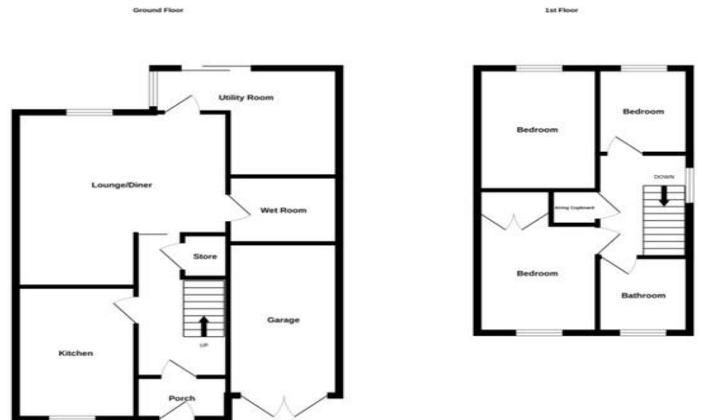 Ground Floor
1st Floor
Utility Room
Lounge/Diner
Wet Room
Store
Garage
UP
Kitchen
Porch
Bedroom
Bedroom
DOWN
Airing Cupboard
Bedroom
Bathroom